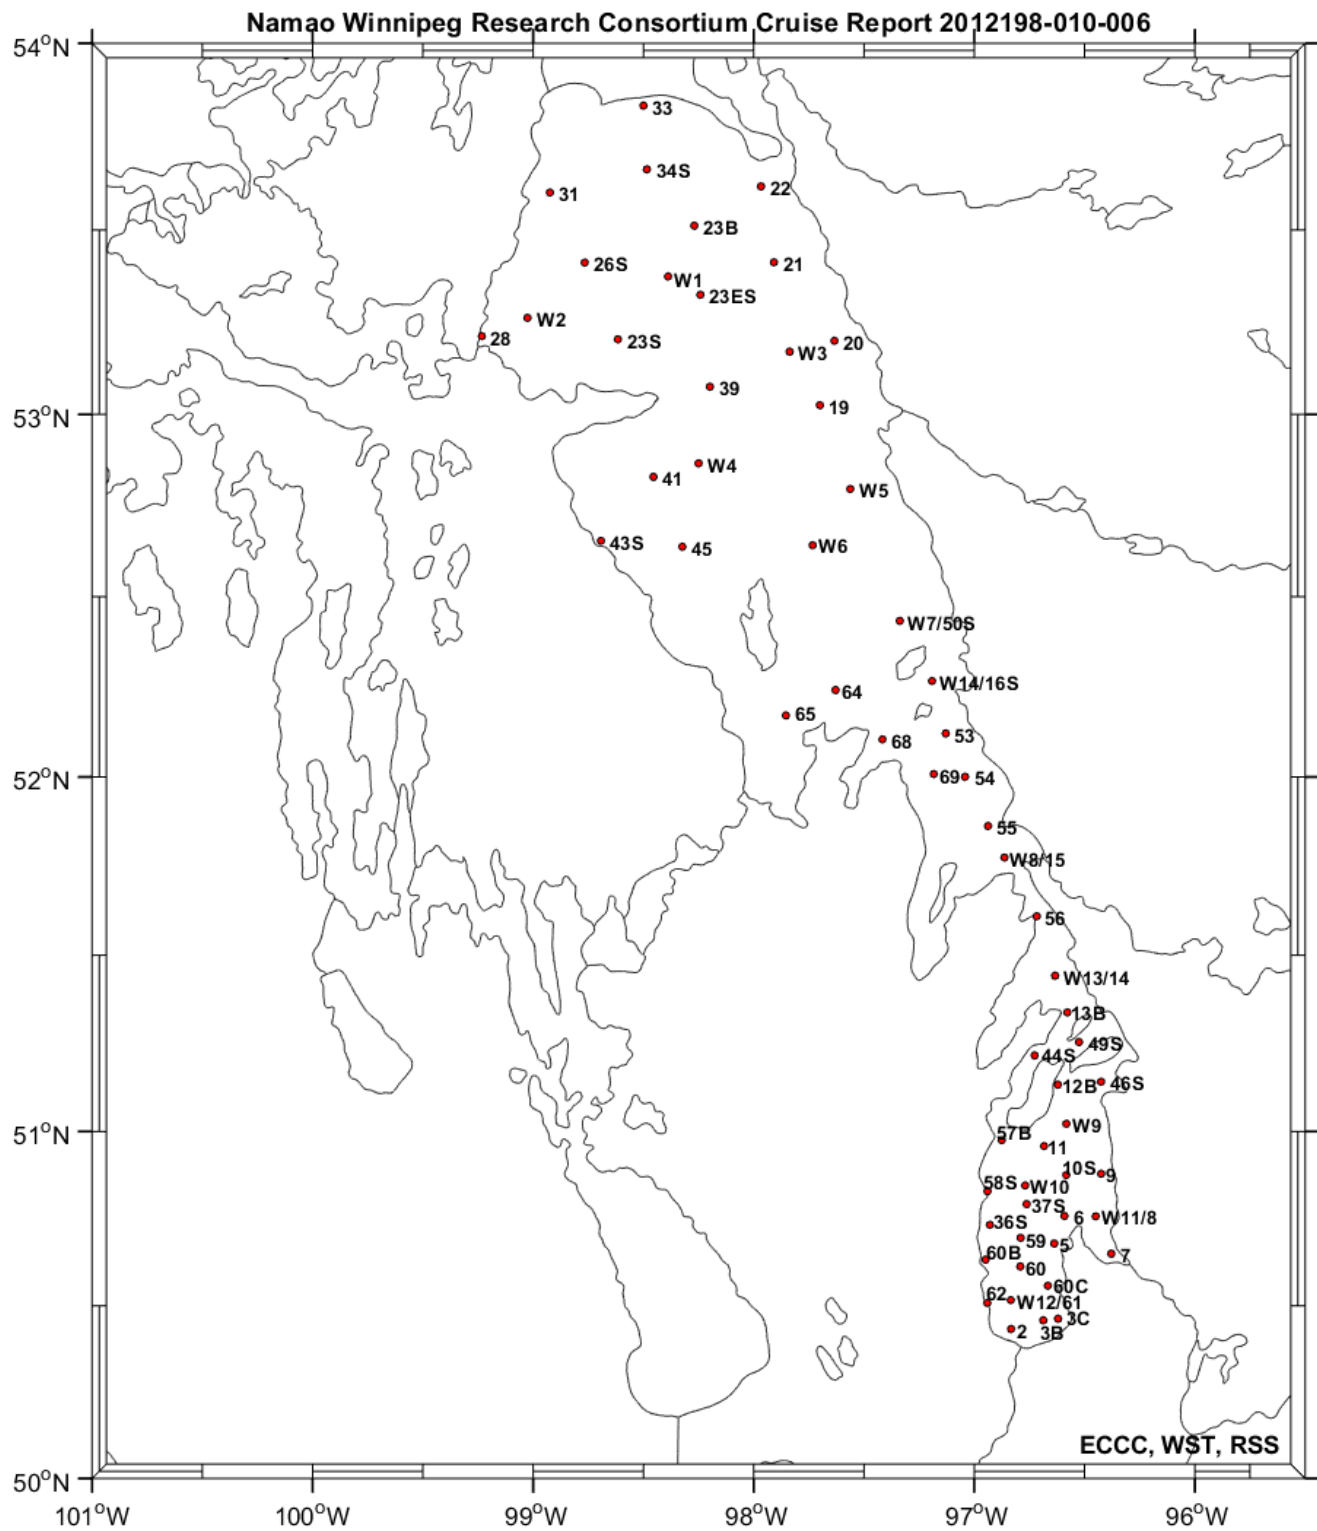 Namao Winnipeg Research Consortium Cruise Report 2012198-010-006
54°N
33
34S
22
31
23B
26S
21
W1
23ES
W2
28
23S
20
W3
39
53°N
19
W4
41
W5
43S
45
W6
W7/50S
W14/16S
64
65
53
68
52°N
69
54
55
W8/15
56
W13/14
13B
49S
44S
46S
12B
51°N
W9
57B
11
10S
9
58S
W10
37S
6
W11/8
36S
59
5
60B
7
60
60C
62
W12/61
3C
2
3B
ECCC, WST, RSS
50°N
101°W
100°W
99°W
98°W
97°W
96°W